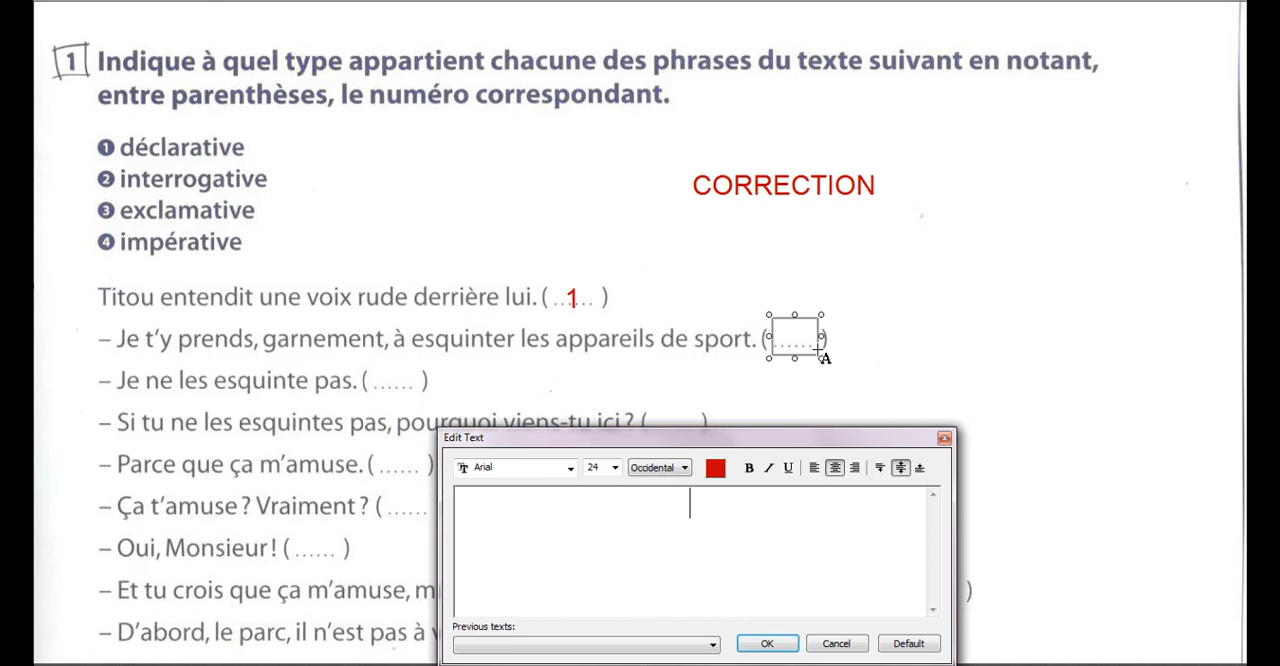 1 Indique à quel type appartient chacune des phrases du texte suivant en notant,
entre parenthèses, le numéro correspondant.
1 déclarative
2 interrogative
CORRECTION
3 exclamative
4 impérative
Titou entendit une voix rude derrière lui. (..1... )
– Je t'y prends, garnement, à esquinter les appareils de sport. (......)
– Je ne les esquinte pas. (...... )
– Si tu ne les esquintes pas, pourquoi viens-tu ici ? ( )
– Parce que ça m'amuse. (...... )
– Ça t'amuse ? Vraiment ? (......
– Oui, Monsieur ! (...... )
– Et tu crois que ça m'amuse, m )
– D'abord, le parc, il n'est pas à
Edit Text
Arial 24 Occidental B I U
A
Previous texts:
OK Cancel Default